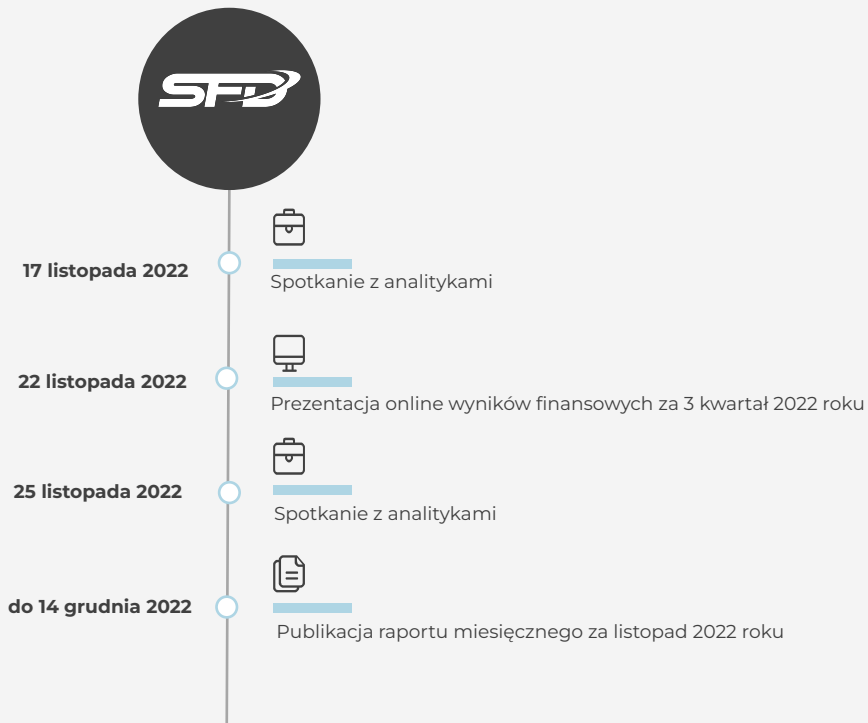 SFD
17 listopada 2022
Spotkanie z analitykami
22 listopada 2022
Prezentacja online wyników finansowych za 3 kwartał 2022 roku
25 listopada 2022
Spotkanie z analitykami
do 14 grudnia 2022
Publikacja raportu miesięcznego za listopad 2022 roku